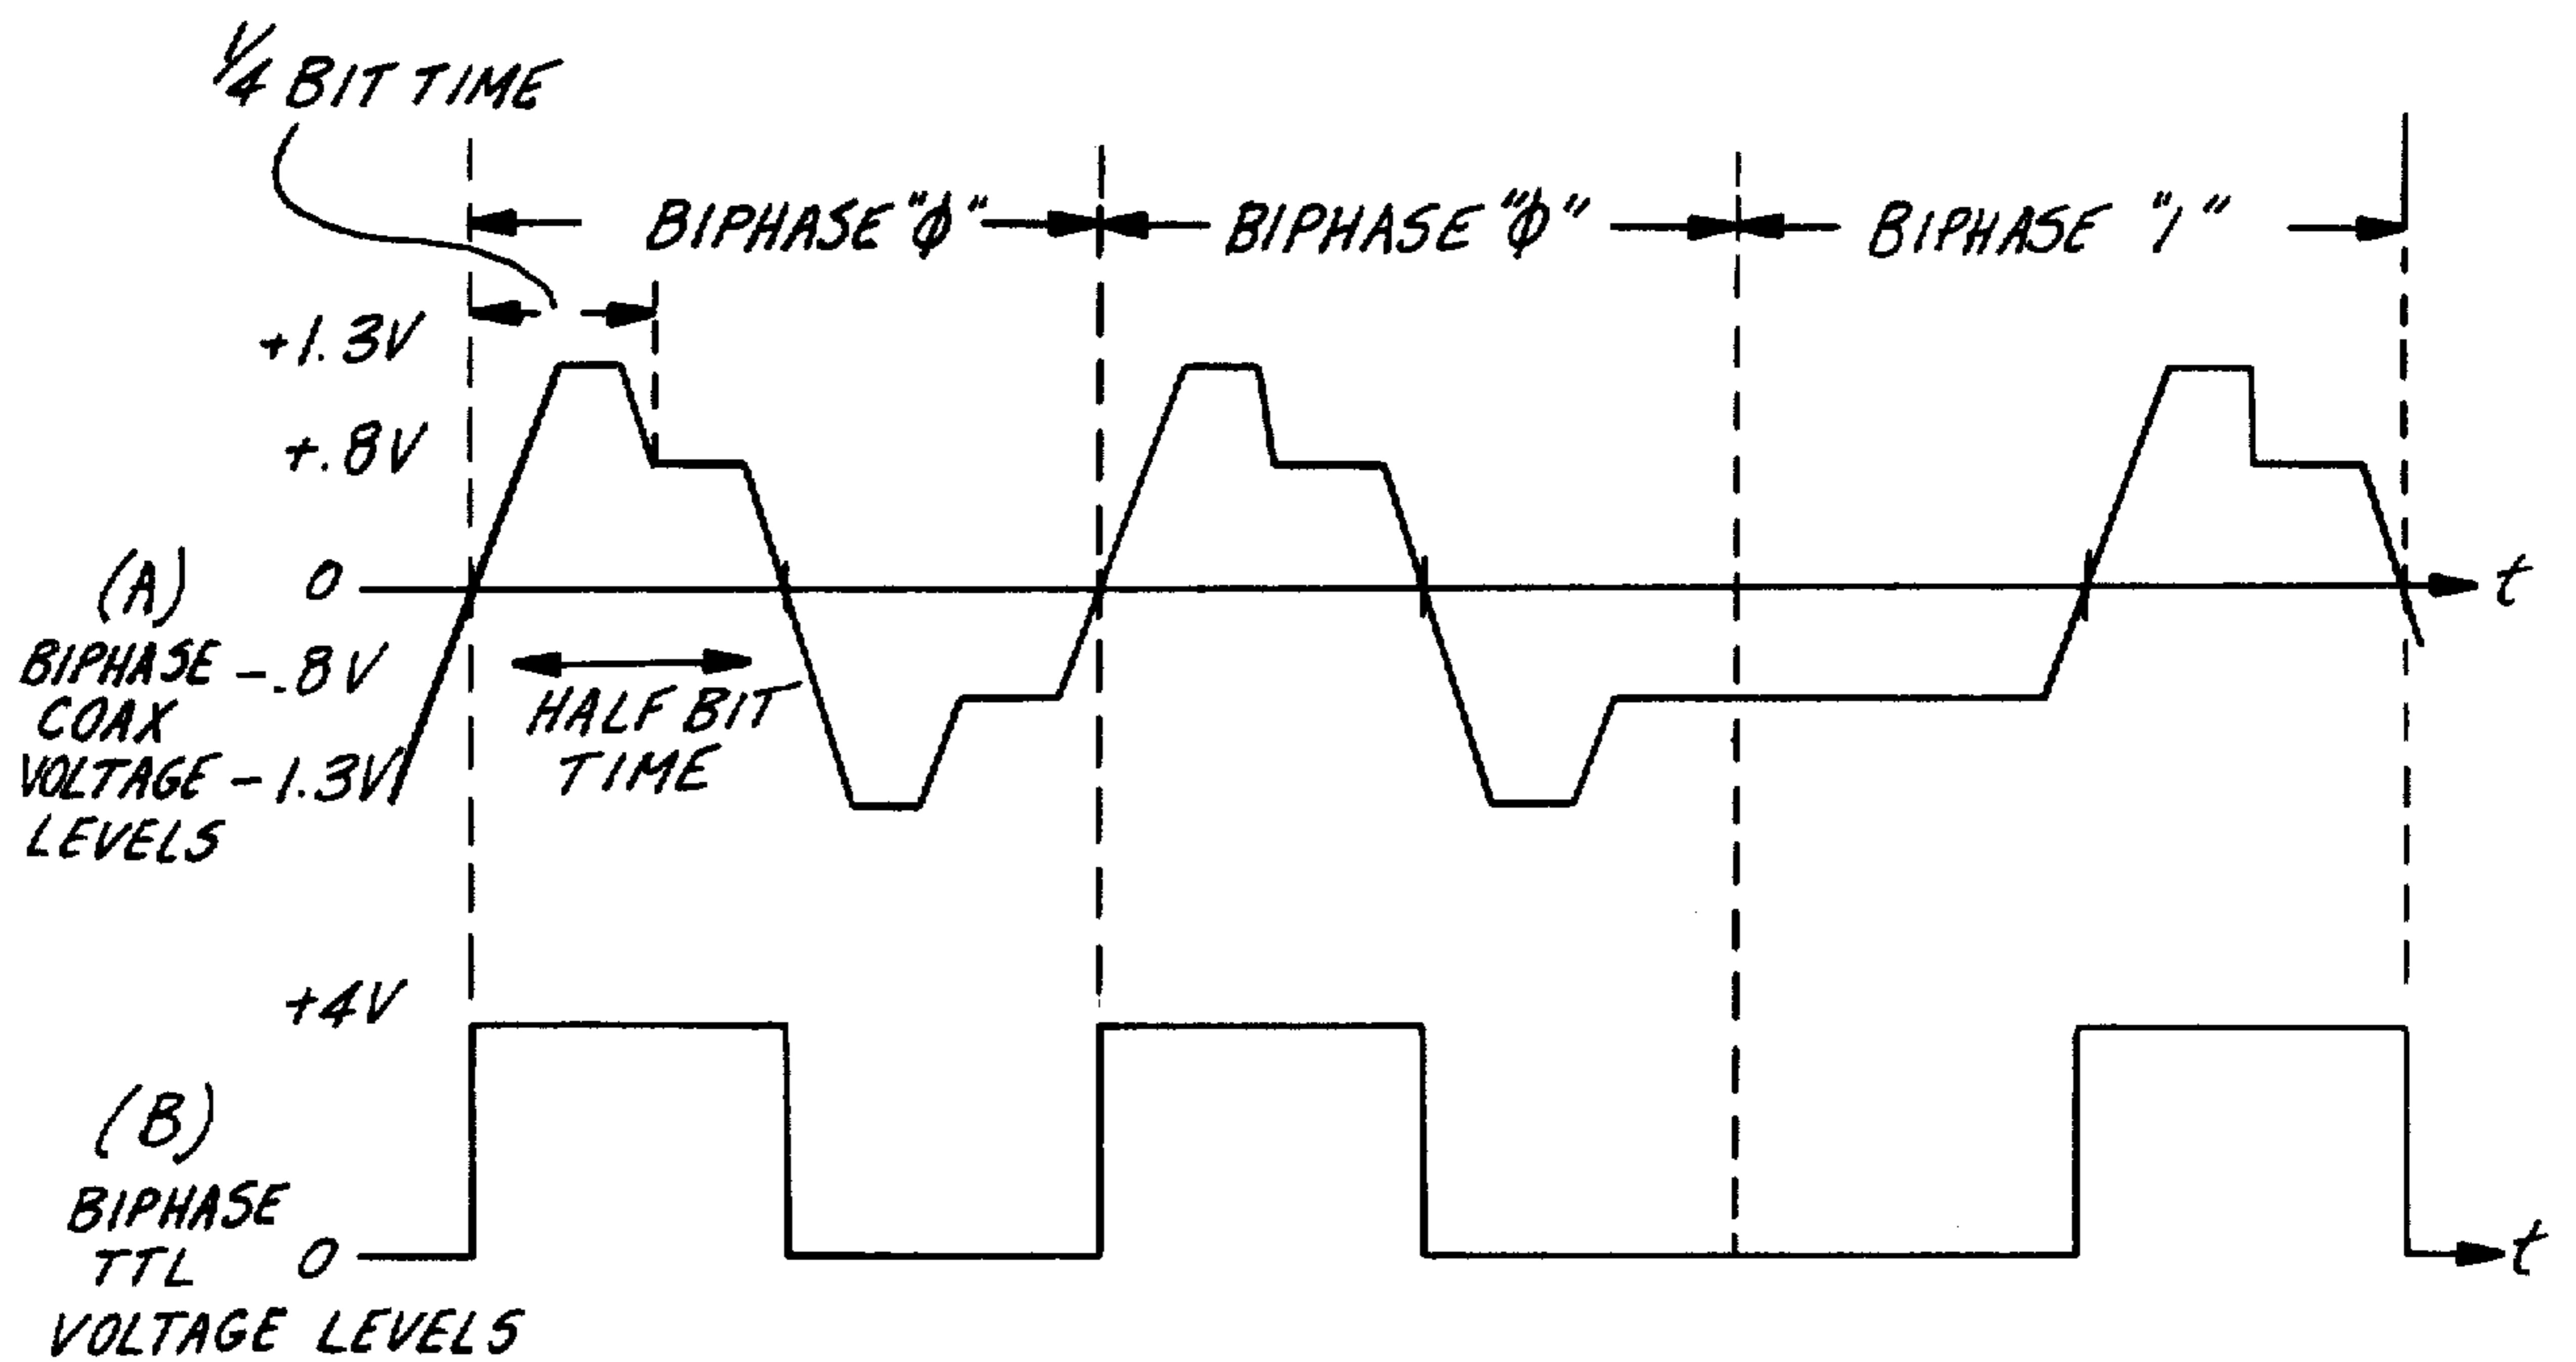 ¼ BIT TIME
BIPHASE "ϕ"
BIPHASE "ϕ"
BIPHASE "1"
+1.3V
+.8V
0
t
-.8V
-1.3V
(A)
BIPHASE
COAX
VOLTAGE
LEVELS
HALF BIT
TIME
+4V
(B)
BIPHASE
TTL
VOLTAGE LEVELS
0
t